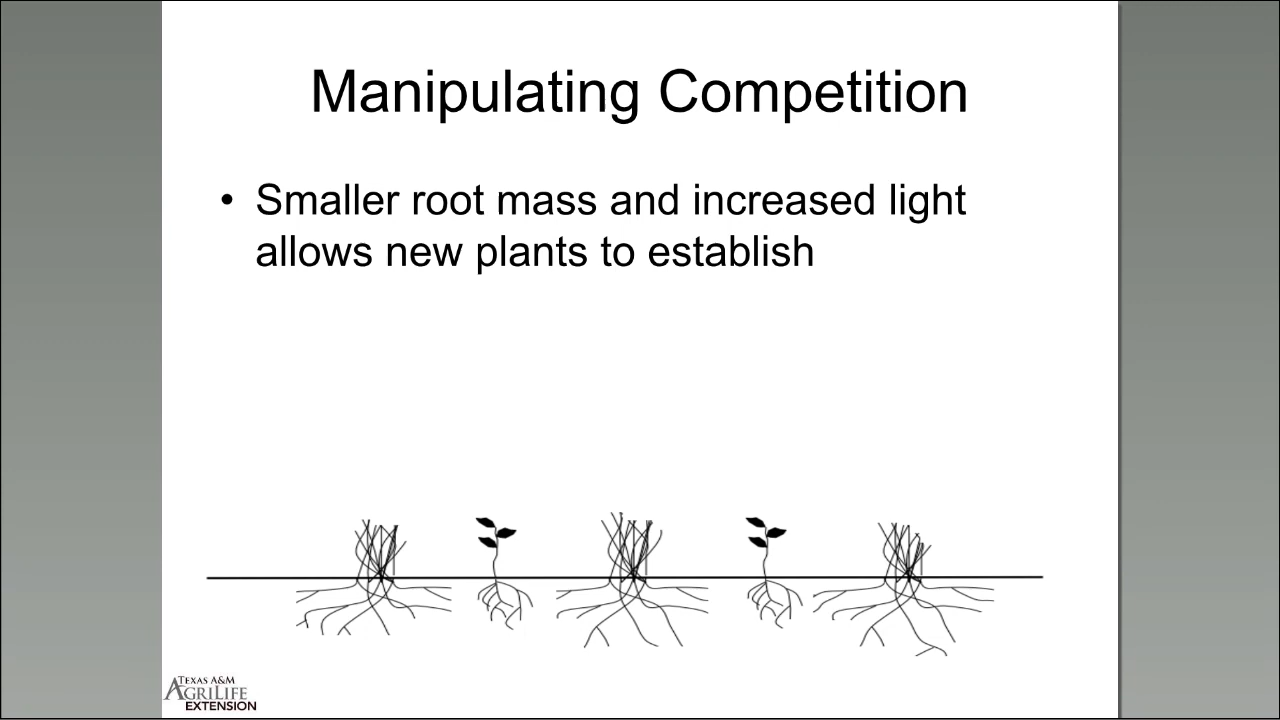 Manipulating Competition
• Smaller root mass and increased light
allows new plants to establish
TEXAS A&M
AGRILIFE
EXTENSION